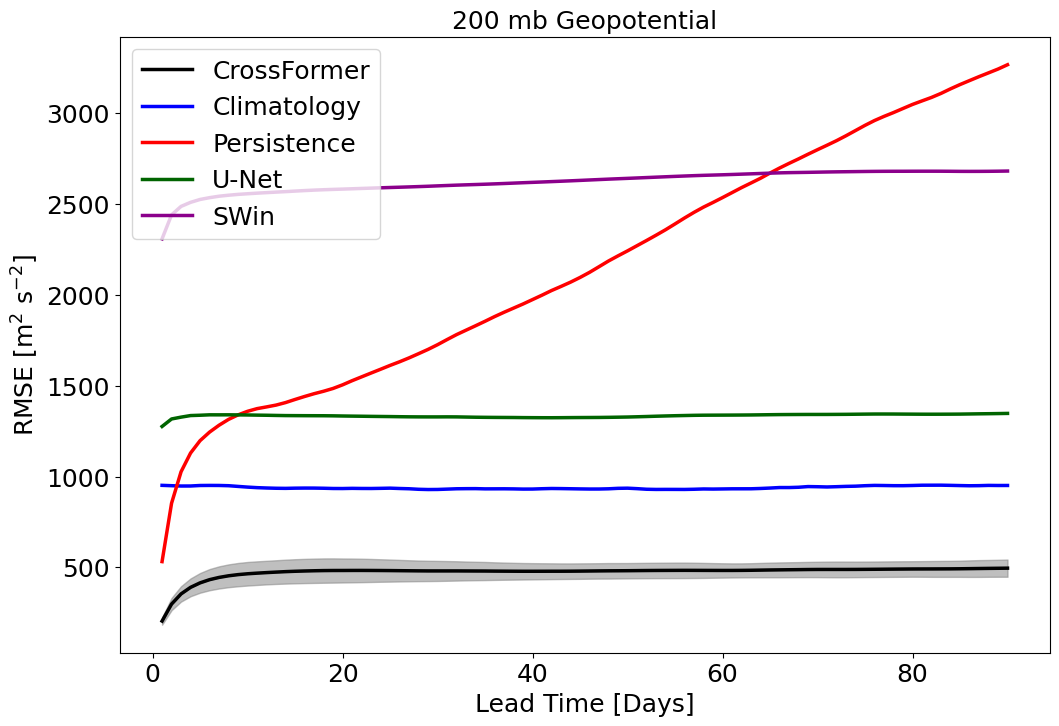 200 mb Geopotential
CrossFormer
Climatology
Persistence
U-Net
SWin
RMSE [m² s⁻²]
3000
2500
2000
1500
1000
500
0 20 40 60 80
Lead Time [Days]